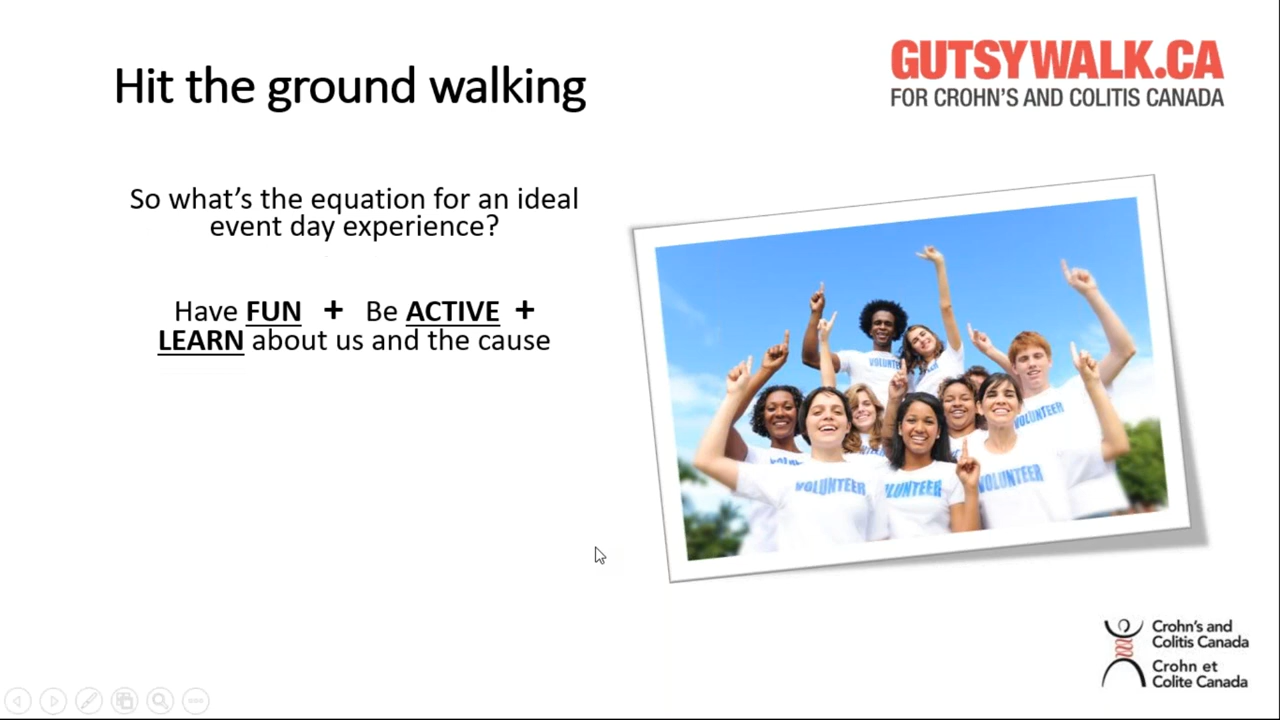 Hit the ground walking
GUTSYWALK.CA
FOR CROHN'S AND COLITIS CANADA
So what's the equation for an ideal
event day experience?
Have FUN + Be ACTIVE +
LEARN about us and the cause
VOLUNTEER
VOLUNTEER
VOLUNTEER
Crohn's and
Colitis Canada
Crohn et
Colite Canada